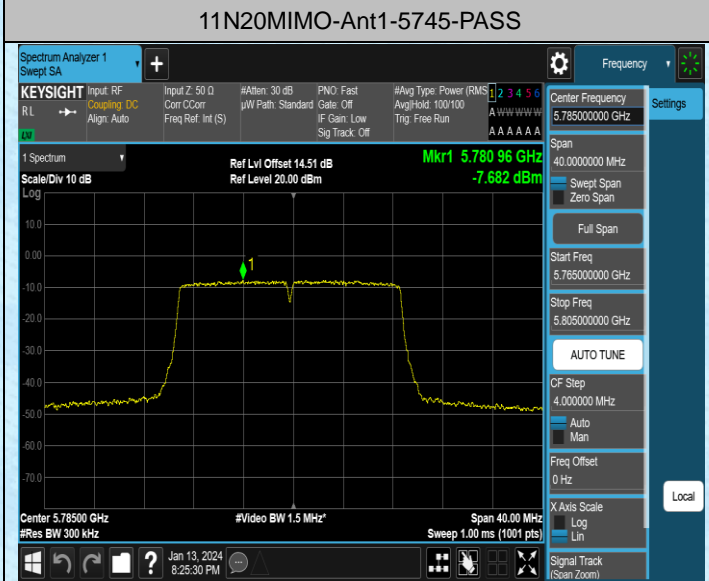 11N20MIMO-Ant1-5745-PASS
Spectrum Analyzer 1
Swept SA
+
Frequency
KEYSIGHT
RL
LXI
Input: RF
Coupling: DC
Align: Auto
Input Z: 50 Ω
Corr CCorr
Freq Ref: Int (S)
#Atten: 30 dB
µW Path: Standard
PNO: Fast
Gate: Off
IF Gain: Low
Sig Track: Off
#Avg Type: Power (RMS
Avg|Hold: 100/100
Trig: Free Run
1 2 3 4 5 6
A W W W W W
A A A A A A
1 Spectrum
Scale/Div 10 dB
Log
Ref Lvl Offset 14.51 dB
Ref Level 20.00 dBm
Mkr1 5.780 96 GHz
-7.682 dBm
10.0
0.00
-10.0
-20.0
-30.0
-40.0
-50.0
-60.0
-70.0
1
Center 5.78500 GHz
#Res BW 300 kHz
#Video BW 1.5 MHz*
Span 40.00 MHz
Sweep 1.00 ms (1001 pts)
Center Frequency
5.785000000 GHz
Settings
Span
40.0000000 MHz
Swept Span
Zero Span
Full Span
Start Freq
5.765000000 GHz
Stop Freq
5.805000000 GHz
AUTO TUNE
CF Step
4.000000 MHz
Auto
Man
Freq Offset
0 Hz
X Axis Scale
Log
Lin
Local
Signal Track
(Span Zoom)
?
Jan 13, 2024
8:25:30 PM